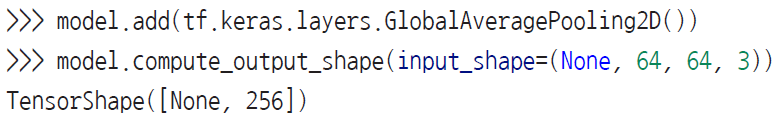 >>> model.add(tf.keras.layers.GlobalAveragePooling2D())
>>> model.compute_output_shape(input_shape=(None, 64, 64, 3))
TensorShape([None, 256])